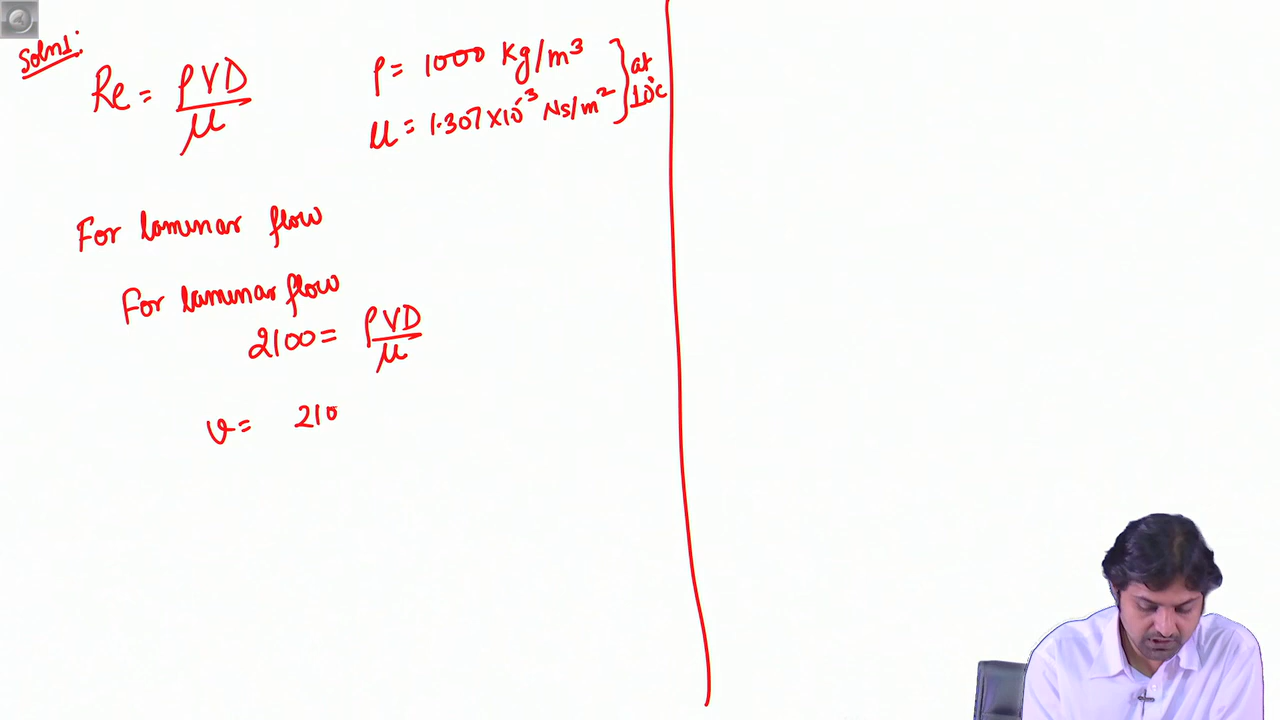 Soln1:
Re = ρVD/μ
ρ = 1000 Kg/m³ } at
μ = 1.307×10⁻³ Ns/m² } 10°c
For laminar flow
For laminar flow
2100 = ρVD/μ
v = 210